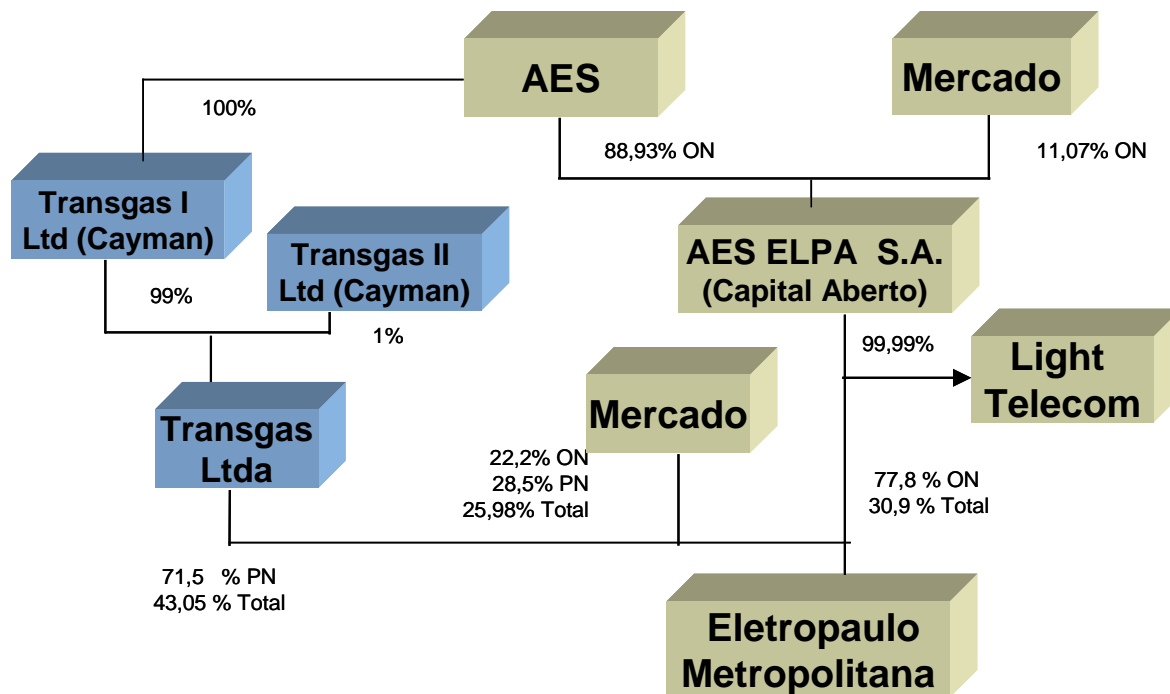 AES
Mercado
100%
88,93% ON
11,07% ON
Transgas I
Ltd (Cayman)
Transgas II
Ltd (Cayman)
AES ELPA S.A.
(Capital Aberto)
99%
1%
99,99%
Light
Telecom
Mercado
Transgas
Ltda
22,2% ON
28,5% PN
25,98% Total
77,8 % ON
30,9 % Total
71,5 % PN
43,05 % Total
Eletropaulo
Metropolitana